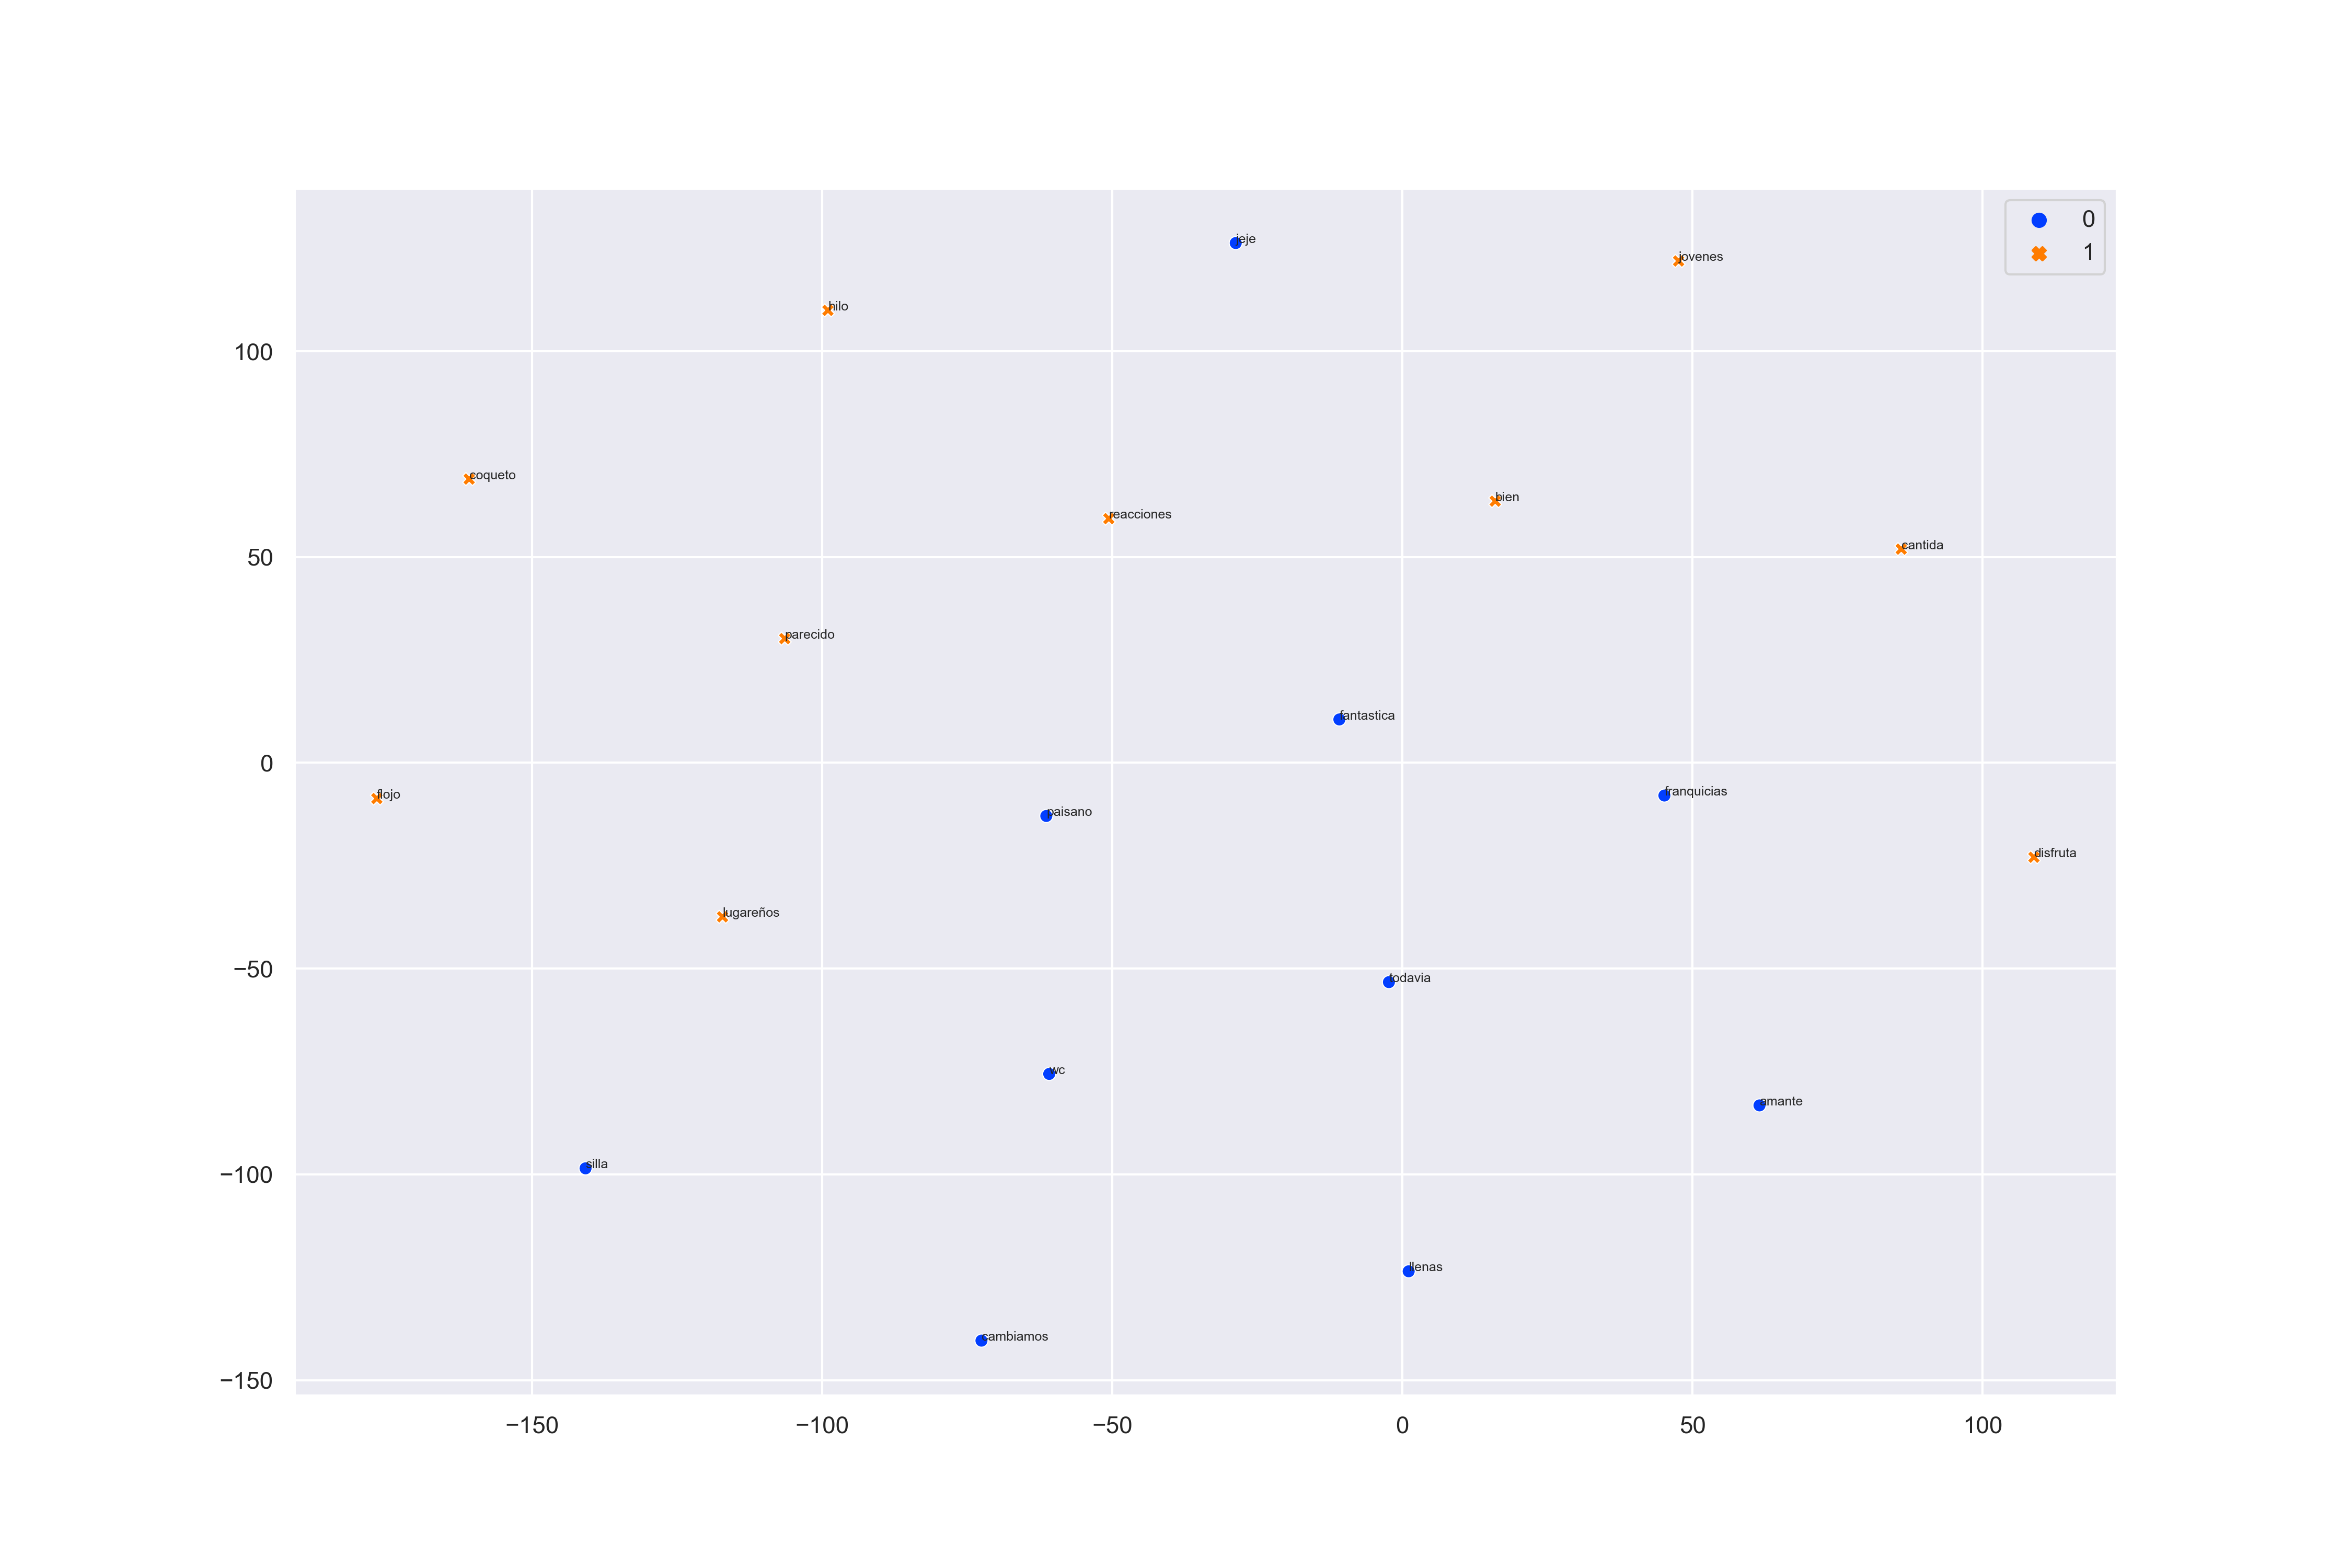 0
1
jeje
jovenes
hilo
100
coqueto
bien
reacciones
cantida
50
parecido
fantastica
0
franquicias
flojo
paisano
disfruta
lugareños
−50
todavia
wc
amante
silla
−100
llenas
cambiamos
−150
−150 −100 −50 0 50 100